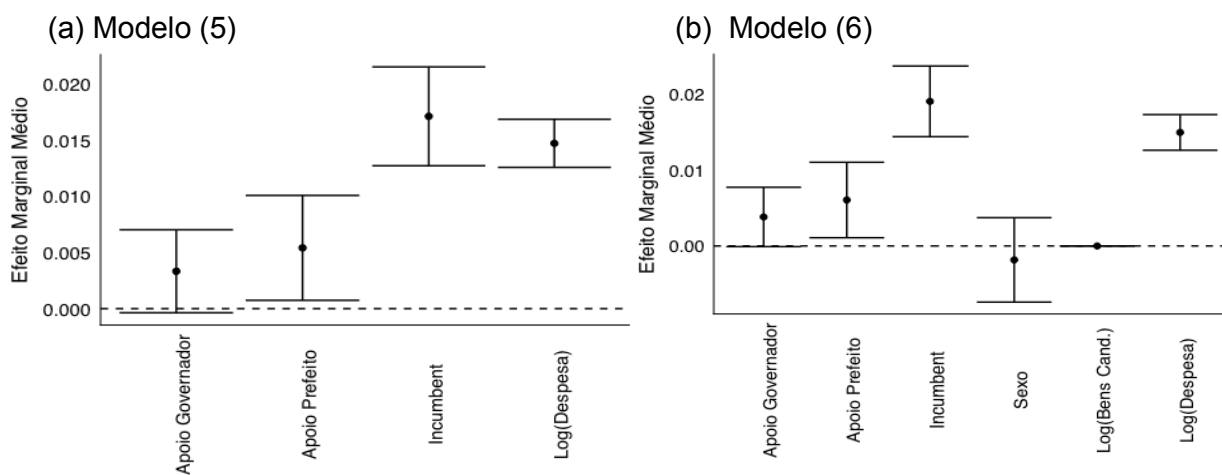 (a) Modelo (5)
Efeito Marginal Médio
0.020
0.015
0.010
0.005
0.000
Apoio Governador
Apoio Prefeito
Incumbent
Log(Despesa)
(b) Modelo (6)
Efeito Marginal Médio
0.02
0.01
0.00
Apoio Governador
Apoio Prefeito
Incumbent
Sexo
Log(Bens Cand.)
Log(Despesa)